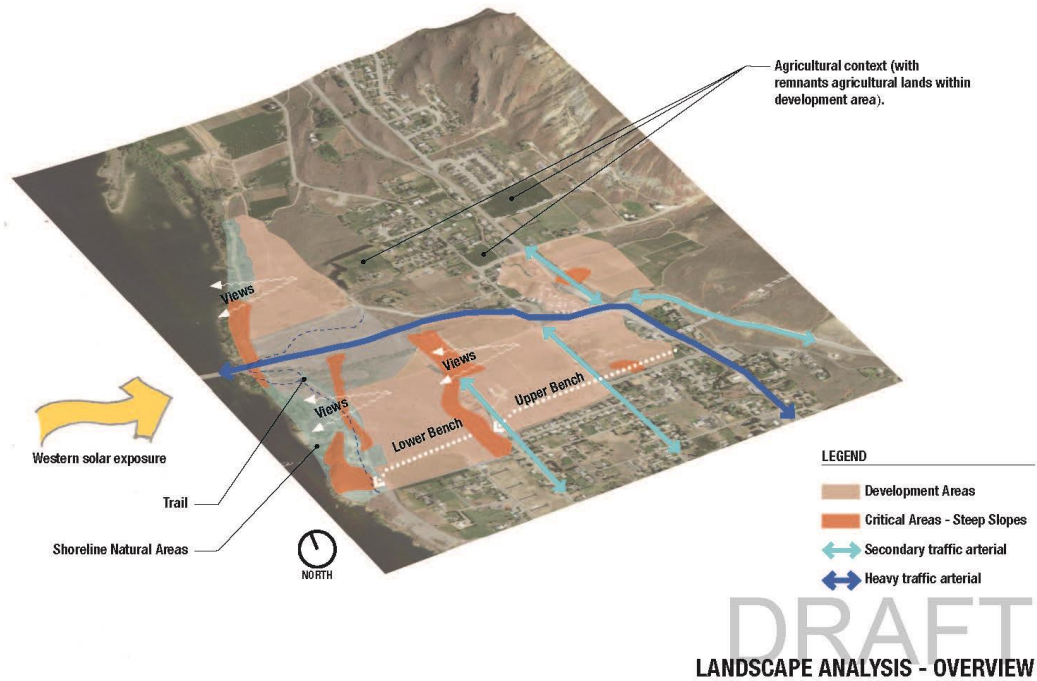 Agricultural context (with
remnants agricultural lands within
development area).
Views
Views
Views
Upper Bench
Lower Bench
Western solar exposure
Trail
Shoreline Natural Areas
NORTH
LEGEND
Development Areas
Critical Areas - Steep Slopes
Secondary traffic arterial
Heavy traffic arterial
DRAFT
LANDSCAPE ANALYSIS - OVERVIEW